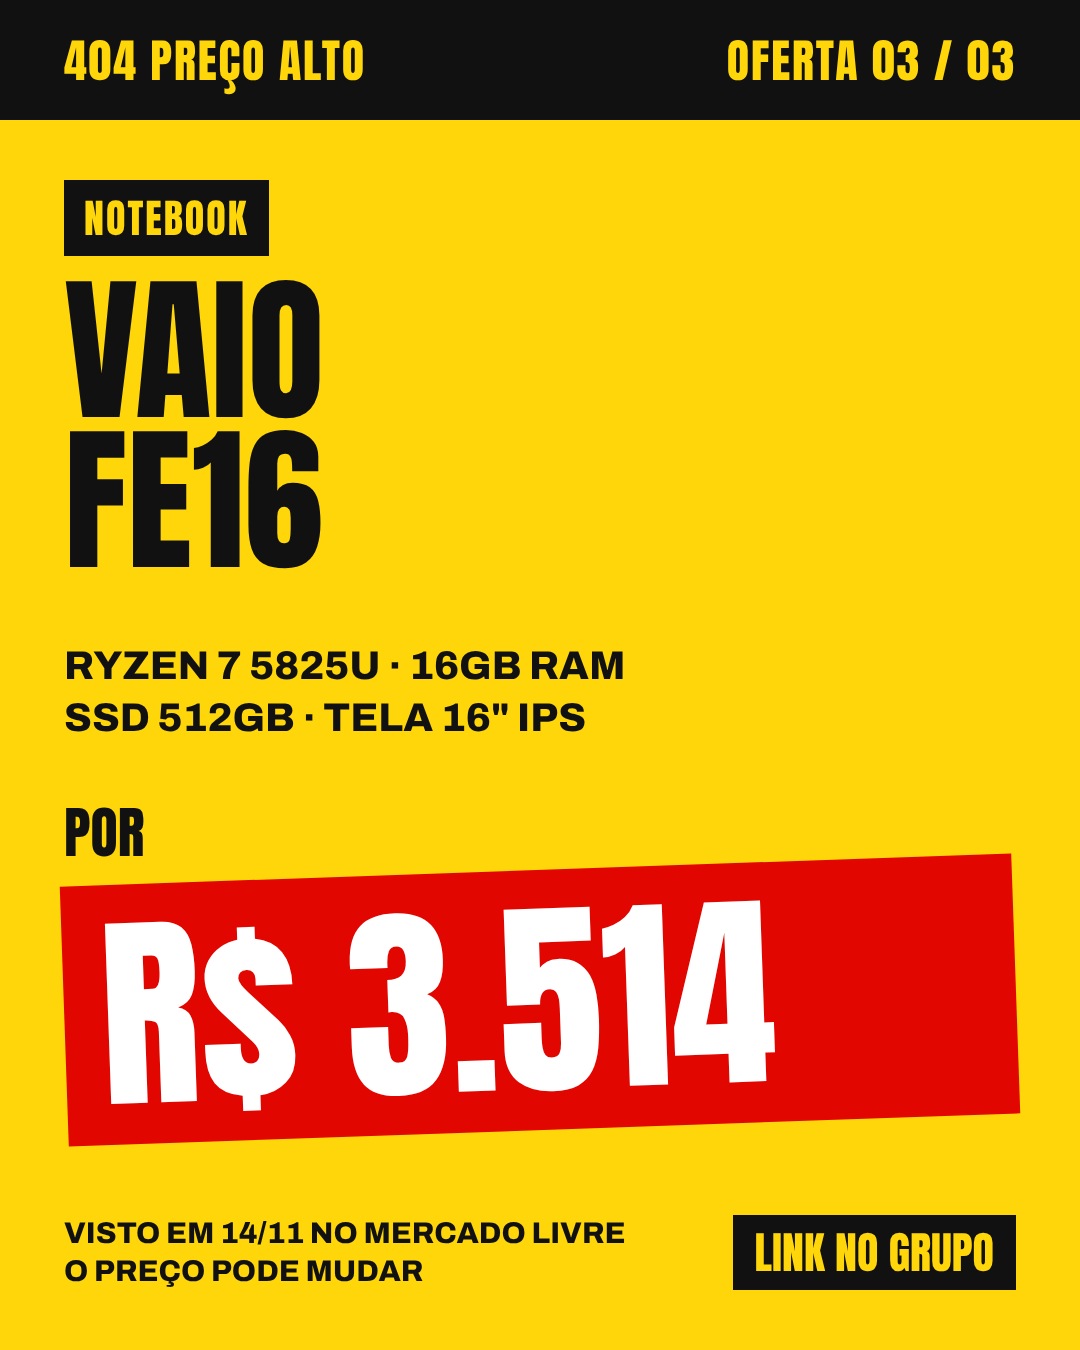 404 PREÇO ALTO
OFERTA 03 / 03
NOTEBOOK
VAIO
FE16
RYZEN 7 5825U · 16GB RAM
SSD 512GB · TELA 16" IPS
POR
R$ 3.514
VISTO EM 14/11 NO MERCADO LIVRE
O PREÇO PODE MUDAR
LINK NO GRUPO